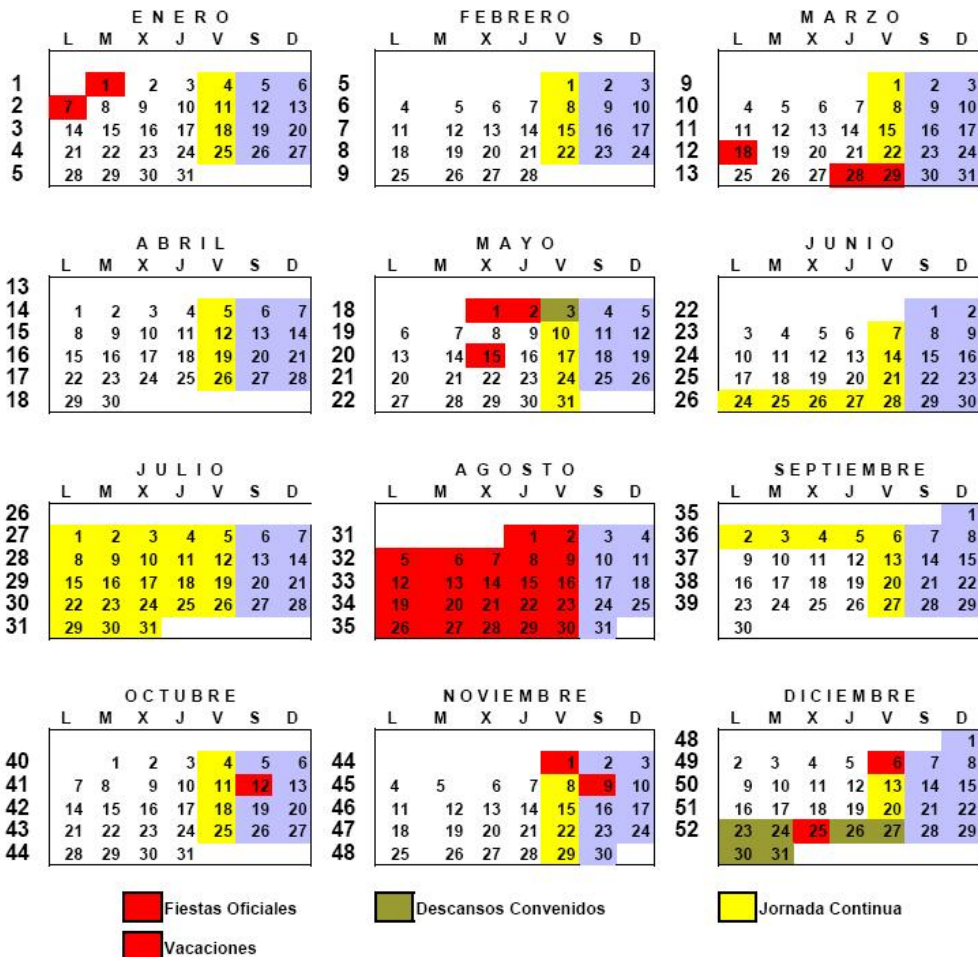 ENERO FEBRERO MARZO
L M X J V S D L M X J V S D L M X J V S D
1 1 2 3 4 5 6 5 1 2 3 9 1 2 3
2 7 8 9 10 11 12 13 6 4 5 6 7 8 9 10 10 4 5 6 7 8 9 10
3 14 15 16 17 18 19 20 7 11 12 13 14 15 16 17 11 11 12 13 14 15 16 17
4 21 22 23 24 25 26 27 8 18 19 20 21 22 23 24 12 18 19 20 21 22 23 24
5 28 29 30 31 9 25 26 27 28 13 25 26 27 28 29 30 31
ABRIL MAYO JUNIO
L M X J V S D L M X J V S D L M X J V S D
13
14 1 2 3 4 5 6 7 18 1 2 3 4 5 22 1 2
15 8 9 10 11 12 13 14 19 6 7 8 9 10 11 12 23 3 4 5 6 7 8 9
16 15 16 17 18 19 20 21 20 13 14 15 16 17 18 19 24 10 11 12 13 14 15 16
17 22 23 24 25 26 27 28 21 20 21 22 23 24 25 26 25 17 18 19 20 21 22 23
18 29 30 22 27 28 29 30 31 26 24 25 26 27 28 29 30
JULIO AGOSTO SEPTIEMBRE
L M X J V S D L M X J V S D L M X J V S D
26 35 1
27 1 2 3 4 5 6 7 31 1 2 3 4 36 2 3 4 5 6 7 8
28 8 9 10 11 12 13 14 32 5 6 7 8 9 10 11 37 9 10 11 12 13 14 15
29 15 16 17 18 19 20 21 33 12 13 14 15 16 17 18 38 16 17 18 19 20 21 22
30 22 23 24 25 26 27 28 34 19 20 21 22 23 24 25 39 23 24 25 26 27 28 29
31 29 30 31 35 26 27 28 29 30 31 30
OCTUBRE NOVIEMBRE DICIEMBRE
L M X J V S D L M X J V S D L M X J V S D
48 1
40 1 2 3 4 5 6 44 1 2 3 49 2 3 4 5 6 7 8
41 7 8 9 10 11 12 13 45 4 5 6 7 8 9 10 50 9 10 11 12 13 14 15
42 14 15 16 17 18 19 20 46 11 12 13 14 15 16 17 51 16 17 18 19 20 21 22
43 21 22 23 24 25 26 27 47 18 19 20 21 22 23 24 52 23 24 25 26 27 28 29
44 28 29 30 31 48 25 26 27 28 29 30 30 31
Fiestas Oficiales Descansos Convenidos Jornada Continua
Vacaciones